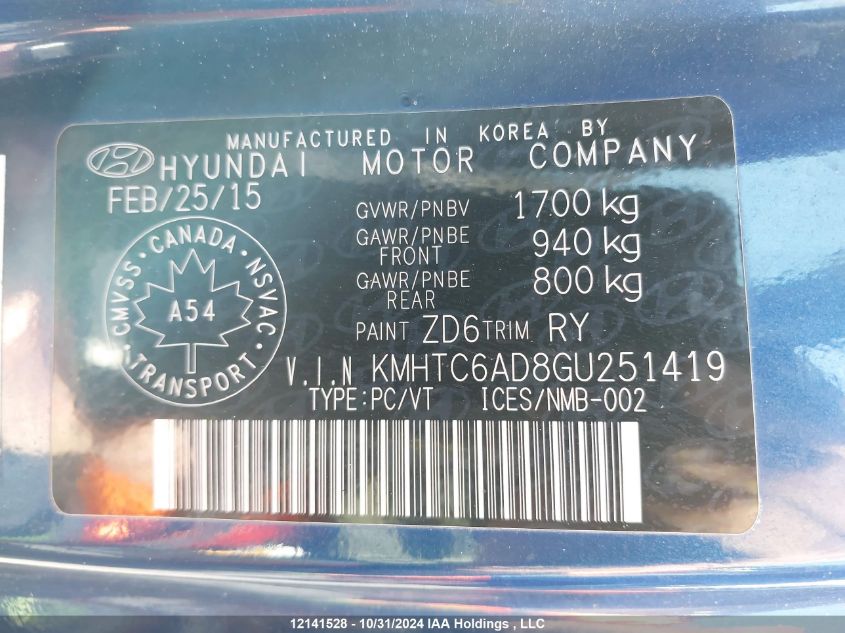 MANUFACTURED IN KOREA BY
HYUNDAI MOTOR COMPANY
FEB/25/15
GVWR/PNBV 1700 kg
GAWR/PNBE FRONT 940 kg
GAWR/PNBE REAR 800 kg
CMVSS · CANADA · NSVAC · TRANSPORT ·
A54
PAINT ZD6 TRIM RY
V.I.N KMHTC6AD8GU251419
TYPE:PC/VT ICES/NMB-002
12141528 - 10/31/2024 IAA Holdings , LLC